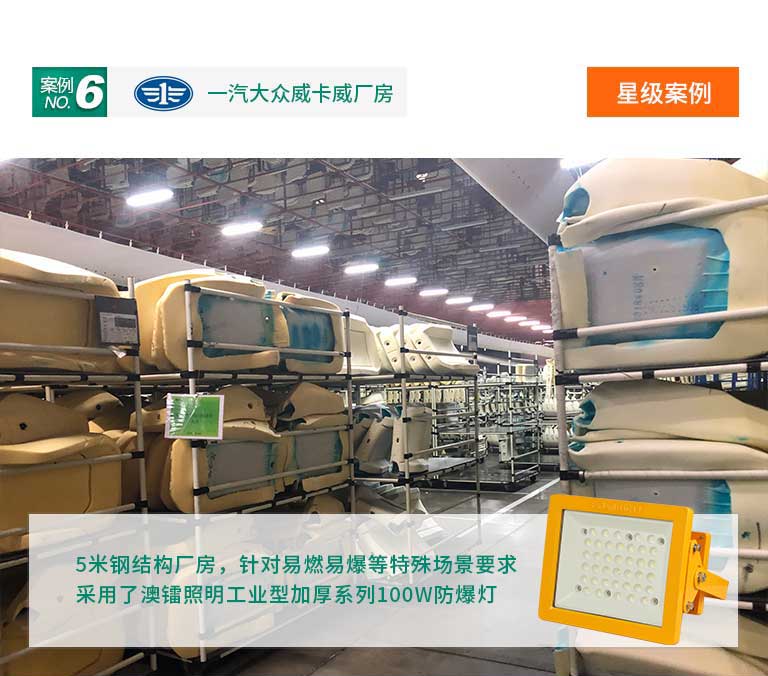 案例
NO. 6
一汽大众威卡威厂房
星级案例
5米钢结构厂房，针对易燃易爆等特殊场景要求
采用了澳镭照明工业型加厚系列100W防爆灯